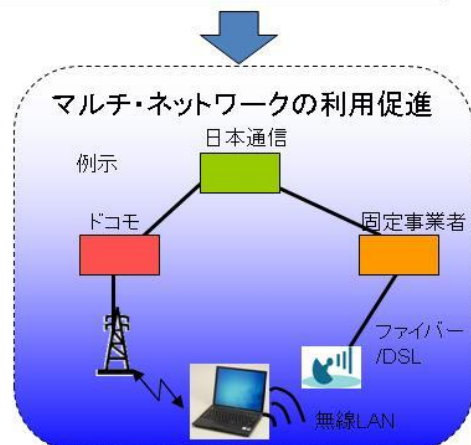 マルチ・ネットワークの利用促進
日本通信
例示
ドコモ
固定事業者
ファイバー
/DSL
無線LAN